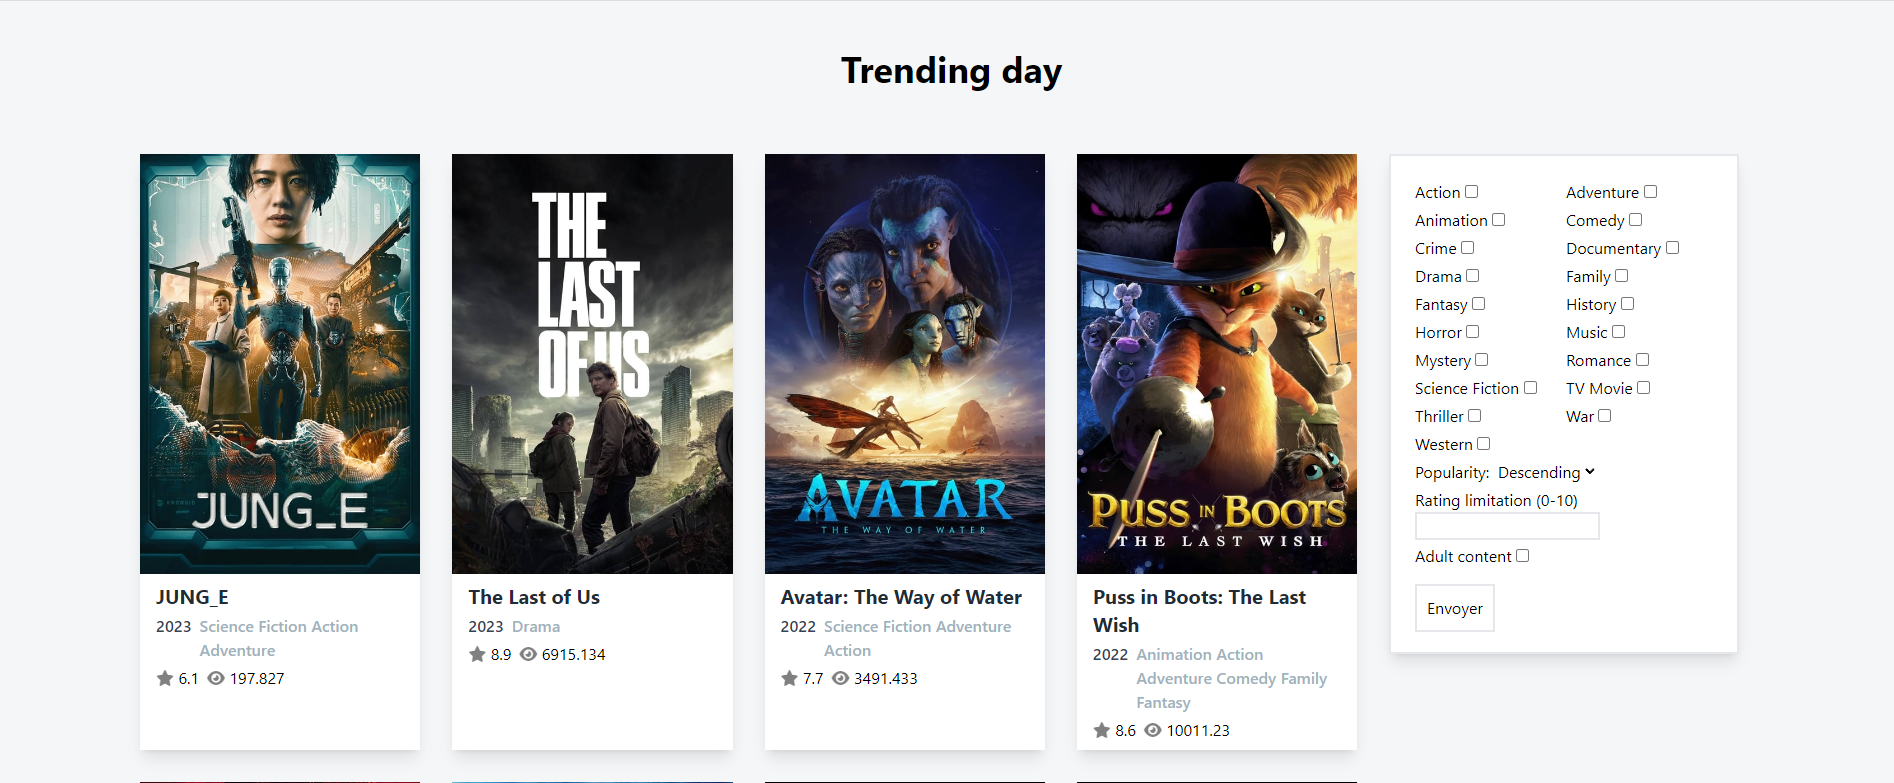 Trending day
JUNG_E
JUNG_E
2023 Science Fiction Action
Adventure
6.1 197.827
THE
LAST
OF US
The Last of Us
2023 Drama
8.9 6915.134
AVATAR
THE WAY OF WATER
Avatar: The Way of Water
2022 Science Fiction Adventure
Action
7.7 3491.433
PUSS IN BOOTS
THE LAST WISH
Puss in Boots: The Last
Wish
2022 Animation Action
Adventure Comedy Family
Fantasy
8.6 10011.23
Action Adventure
Animation Comedy
Crime Documentary
Drama Family
Fantasy History
Horror Music
Mystery Romance
Science Fiction TV Movie
Thriller War
Western
Popularity: Descending
Rating limitation (0-10)
Adult content
Envoyer